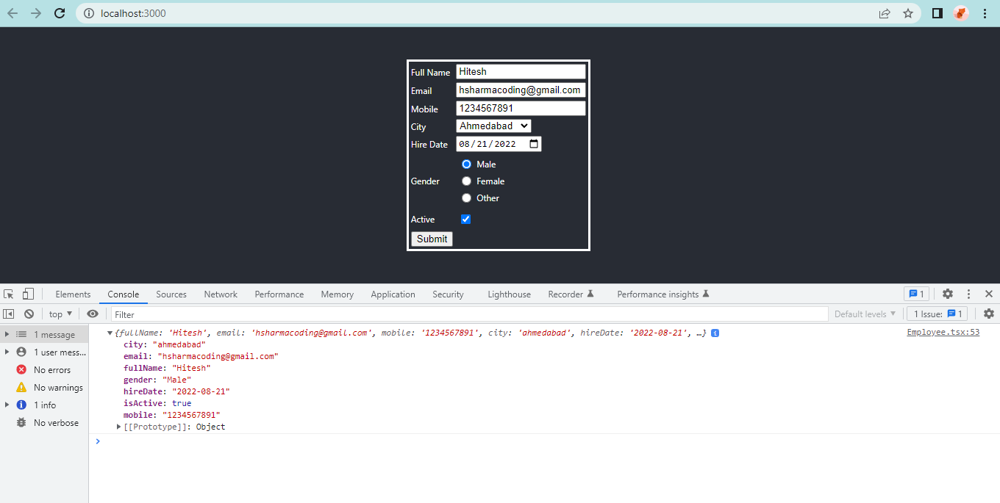 localhost:3000
Full Name Hitesh
Email hsharmacoding@gmail.com
Mobile 1234567891
City Ahmedabad
Hire Date 08/21/2022
Male
Gender Female
Other
Active
Submit
Elements Console Sources Network Performance Memory Application Security Lighthouse Recorder Performance insights 1
top Filter Default levels 1 Issue: 1
1 message
1 user mess...
No errors
No warnings
1 info
No verbose
{fullName: 'Hitesh', email: 'hsharmacoding@gmail.com', mobile: '1234567891', city: 'ahmedabad', hireDate: '2022-08-21', …} i Employee.tsx:53
city: "ahmedabad"
email: "hsharmacoding@gmail.com"
fullName: "Hitesh"
gender: "Male"
hireDate: "2022-08-21"
isActive: true
mobile: "1234567891"
[[Prototype]]: Object